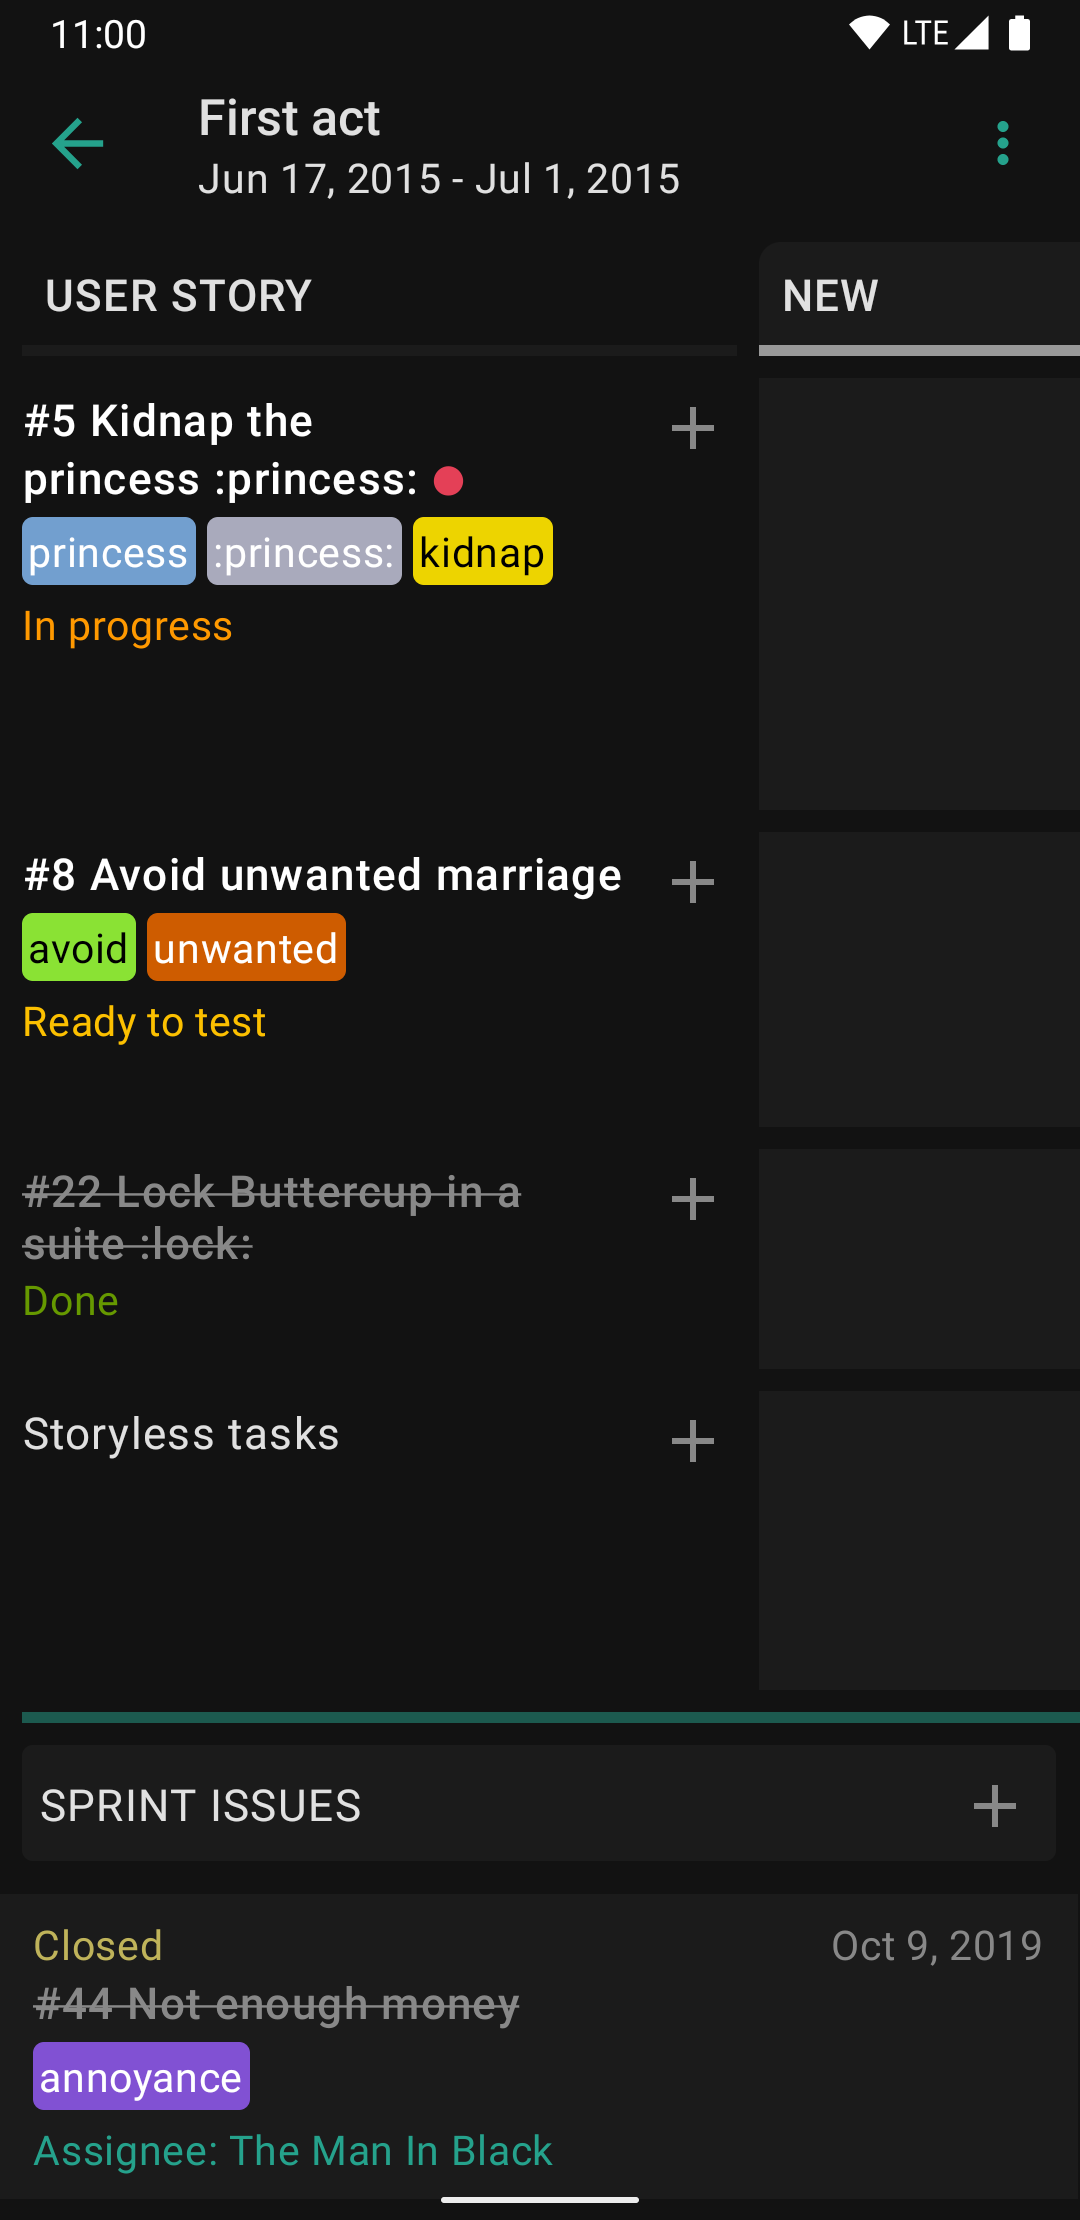 11:00
LTE
First act
Jun 17, 2015 - Jul 1, 2015
USER STORY
NEW
#5 Kidnap the
princess :princess:
princess :princess: kidnap
In progress
#8 Avoid unwanted marriage
avoid unwanted
Ready to test
#22 Lock Buttercup in a
suite :lock:
Done
Storyless tasks
SPRINT ISSUES
Closed
Oct 9, 2019
#44 Not enough money
annoyance
Assignee: The Man In Black